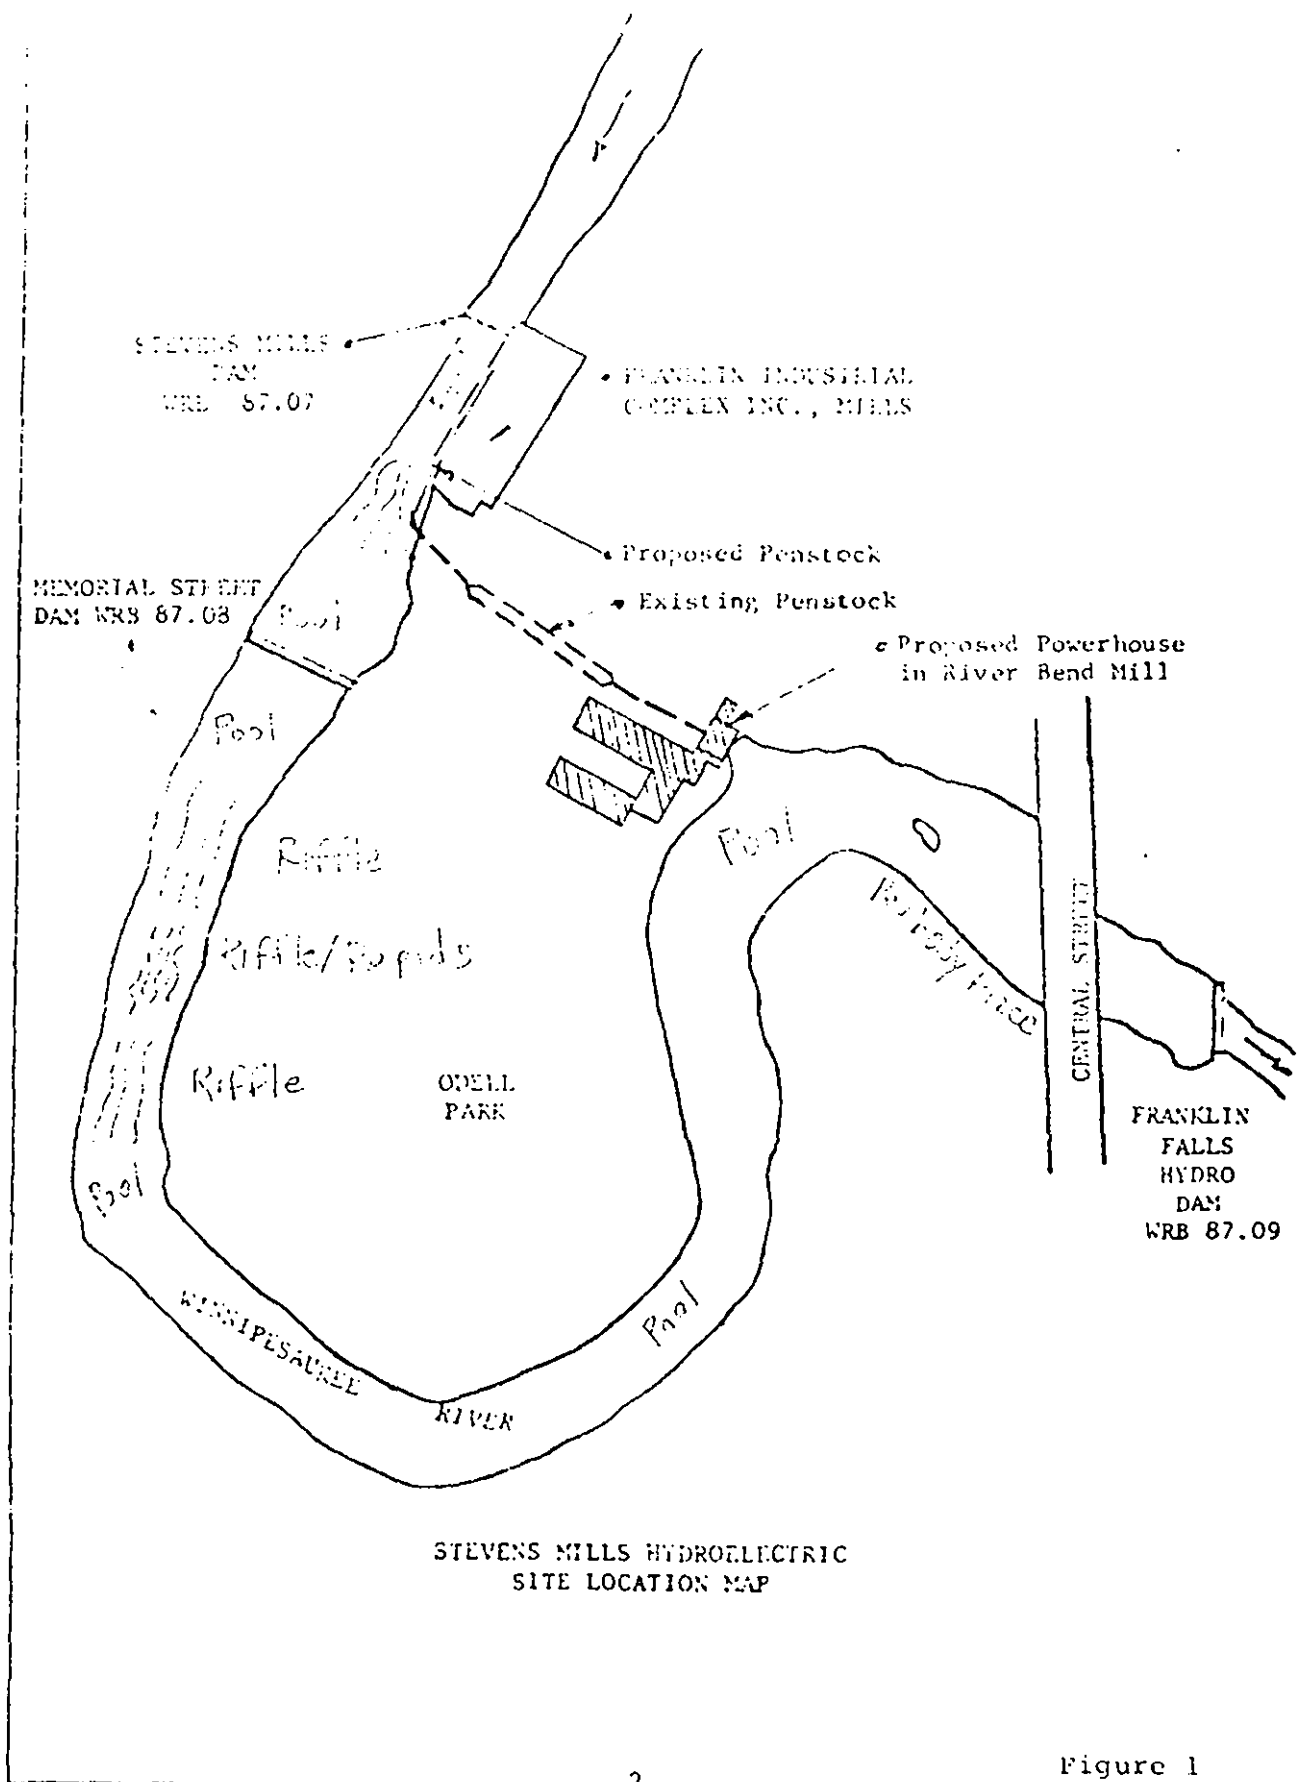 STEVENS MILLS
DAM
WRB 87.07
FRANKLIN INDUSTRIAL
COMPLEX INC., MILLS
Proposed Penstock
Existing Penstock
MEMORIAL STREET
DAM WRB 87.08
Pool
Proposed Powerhouse
in River Bend Mill
Pool
Riffle
Pool
Riffle/Rapids
CENTRAL STREET
Riffle
ODELL
PARK
FRANKLIN
FALLS
HYDRO
DAM
WRB 87.09
Pool
WINNIPESAUKEE
RIVER
Pool
STEVENS MILLS HYDROELECTRIC
SITE LOCATION MAP
2
Figure 1